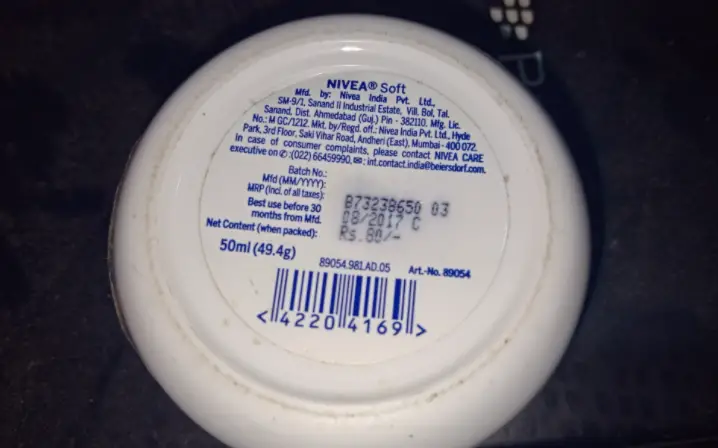 NIVEA® Soft
Mfd. by: Nivea India Pvt. Ltd.,
SM-9/1, Sanand II Industrial Estate, Vill. Bol, Tal.
Sanand, Dist. Ahmedabad (Guj.) Pin - 382110. Mfg. Lic.
No.: M GC/1212. Mkt. by/Regd. off.: Nivea India Pvt. Ltd., Hyde
Park, 3rd Floor, Saki Vihar Road, Andheri (East), Mumbai - 400 072.
In case of consumer complaints, please contact NIVEA CARE
executive on ✆:(022) 66459990, ✉: int.contact.india@beiersdorf.com.
Batch No.:
Mfd (MM/YYYY):
MRP (Incl. of all taxes):
Best use before 30
months from Mfd.
Net Content (when packed):
50ml (49.4g)
B73238650 03
08/2017 C
Rs.80/-
89054.981.AD.05 Art.-No. 89054
<42204169>
P